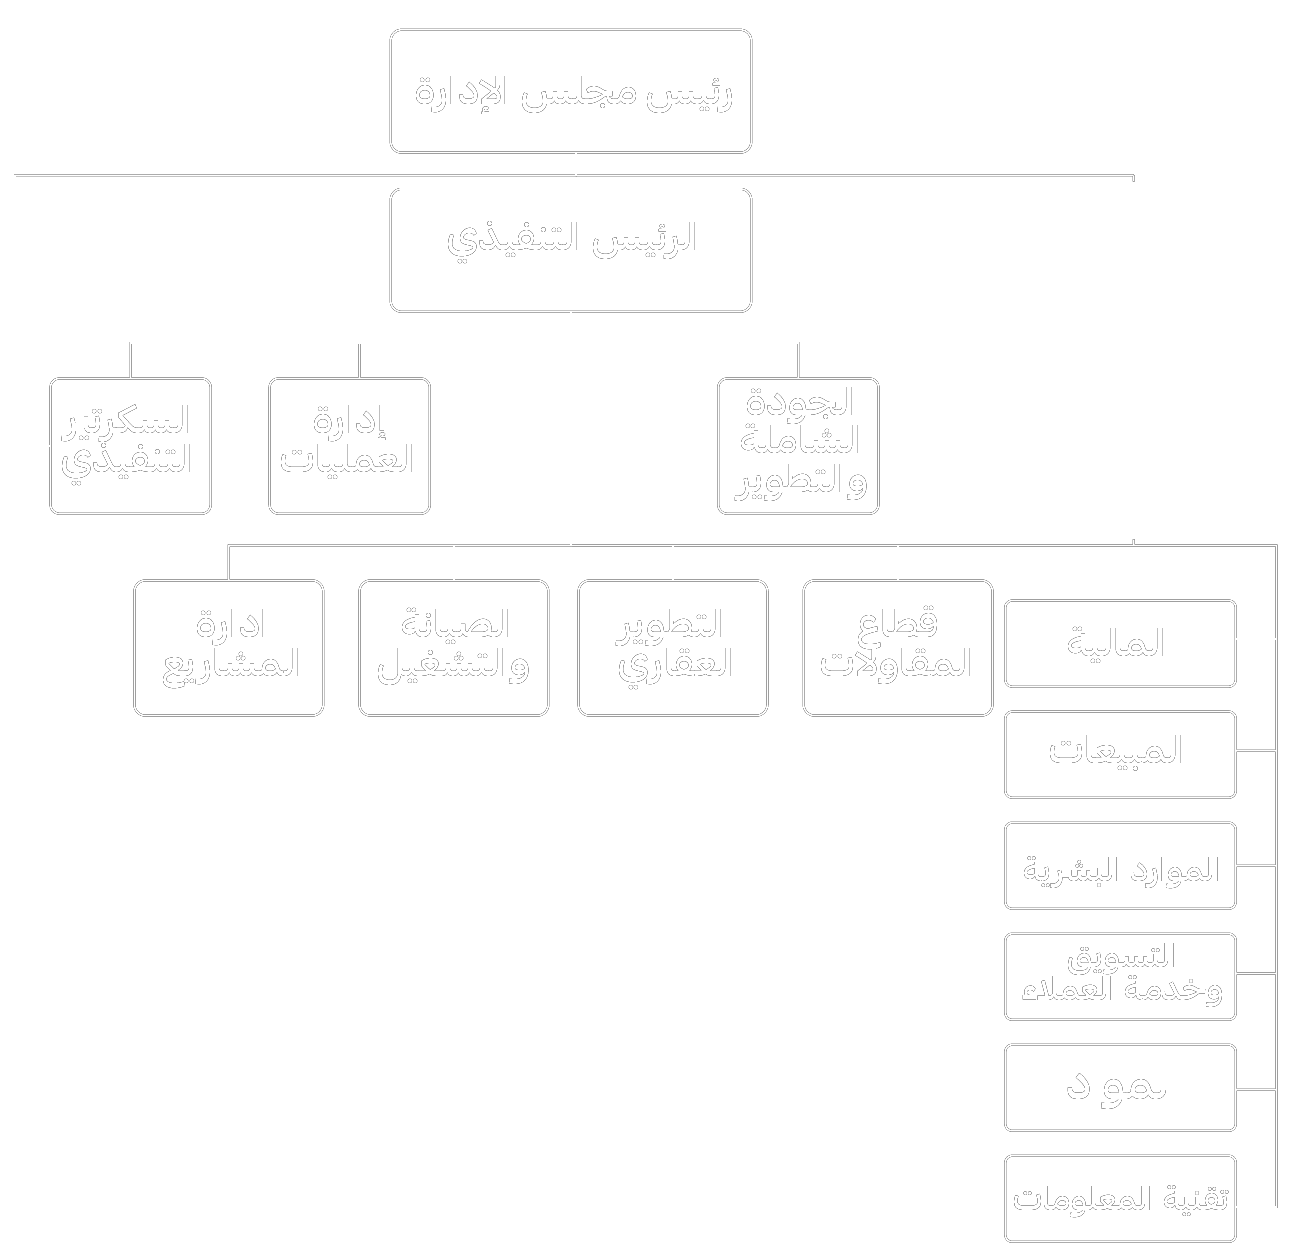 رئيس مجلس الإدارة
الرئيس التنفيذي
الجودة
الشاملة
والتطوير
إدارة
العمليات
السكرتير
التنفيذي
قطاع
المقاولات
التطوير
العقاري
الصيانة
والتشغيل
ادارة
المشاريع
المالية
المبيعات
الموارد البشرية
التسويق
وخدمة العملاء
تقنية المعلومات